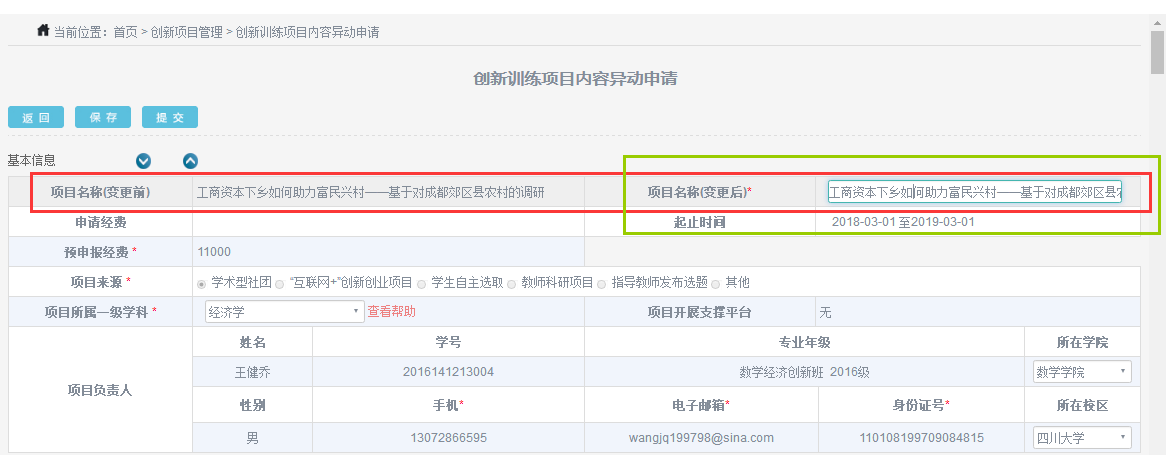 当前位置：首页 > 创新项目管理 > 创新训练项目内容异动申请
创新训练项目内容异动申请
返 回 保 存 提 交
基本信息
项目名称(变更前) 工商资本下乡如何助力富民兴村——基于对成都郊区县农村的调研 项目名称(变更后)* 工商资本下乡如何助力富民兴村——基于对成都郊区县
申请经费 起止时间 2018-03-01 至2019-03-01
预申报经费 * 11000
项目来源 * 学术型社团 “互联网+”创新创业项目 学生自主选取 教师科研项目 指导教师发布选题 其他
项目所属一级学科 * 经济学 查看帮助 项目开展支撑平台 无
姓名 学号 专业年级 所在学院
项目负责人 王健乔 2016141213004 数学经济创新班 2016级 数学学院
性别 手机* 电子邮箱* 身份证号* 所在校区
男 13072866595 wangjq199798@sina.com 110108199709084815 四川大学